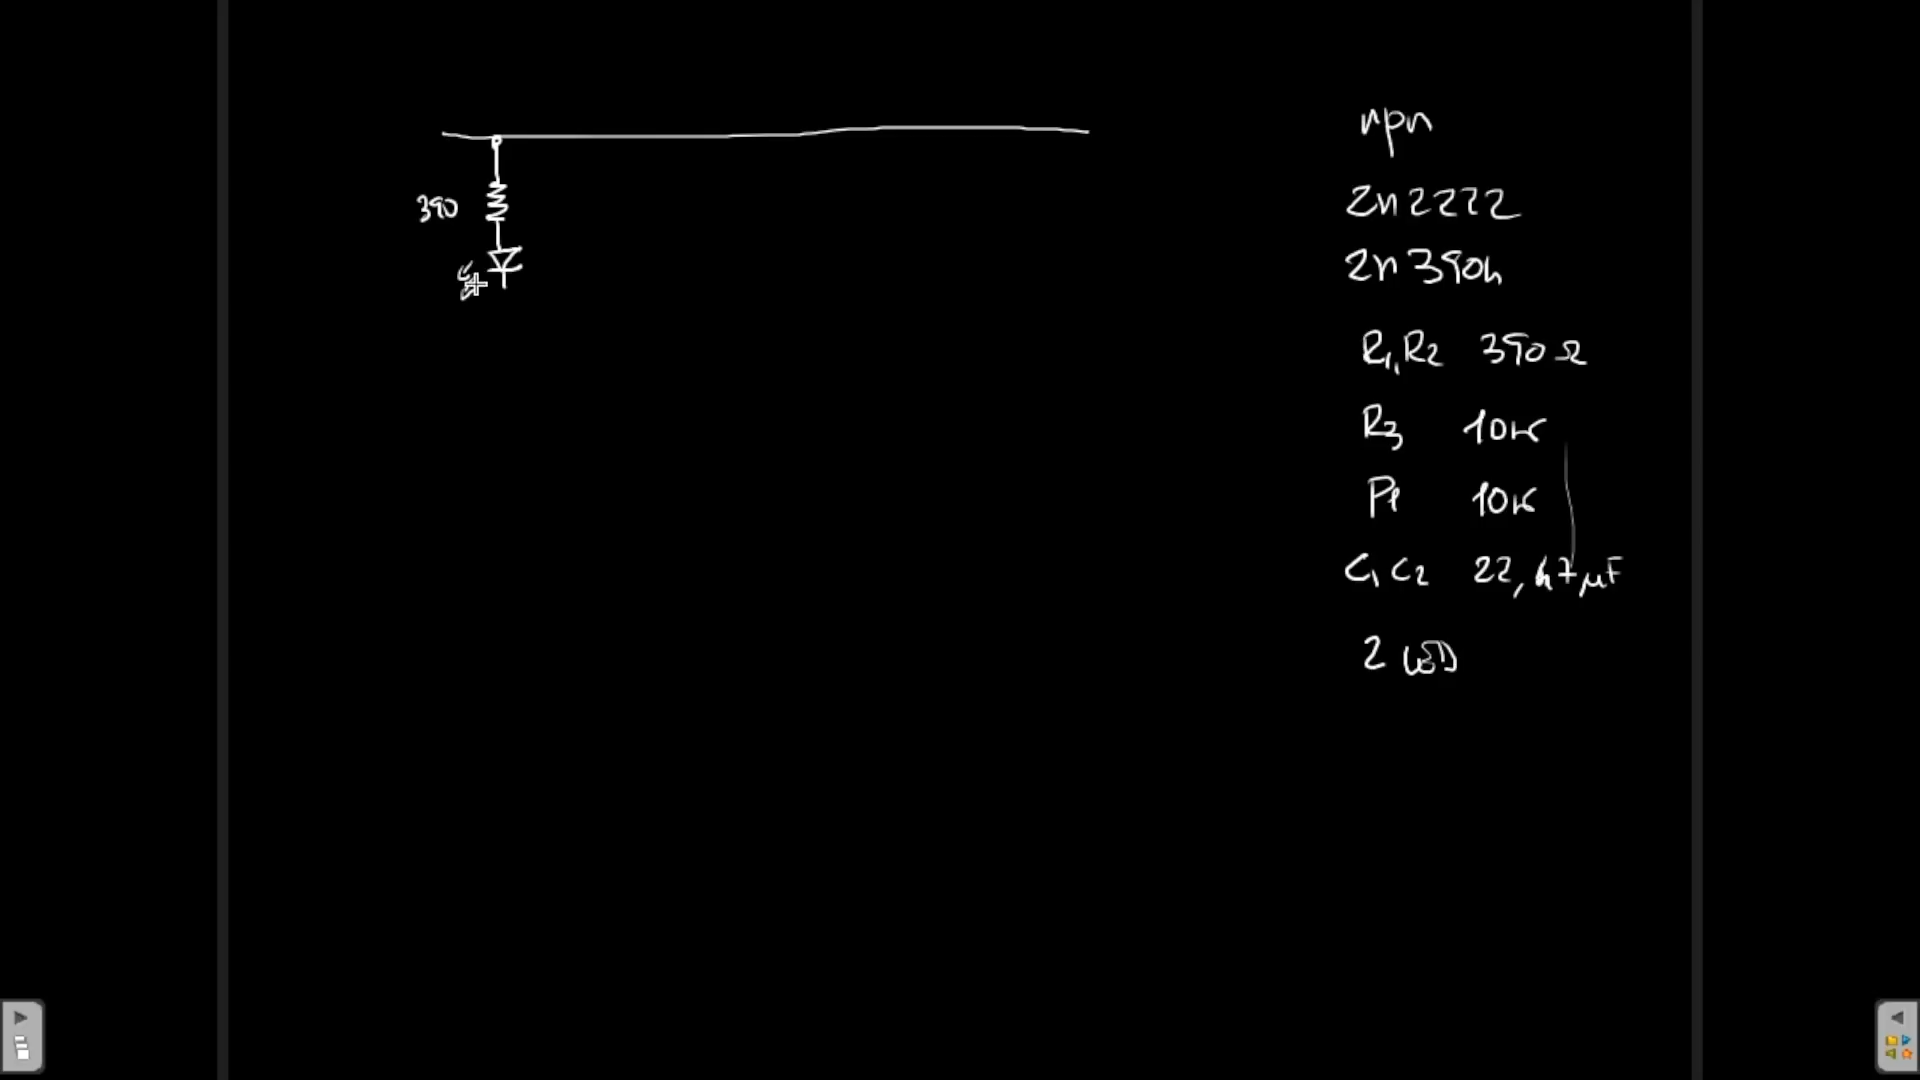 npn
2n2222
390
2n3904
R1,R2 390Ω
R3 10K
P1 10K
C1 C2 22,47μF
2 LED